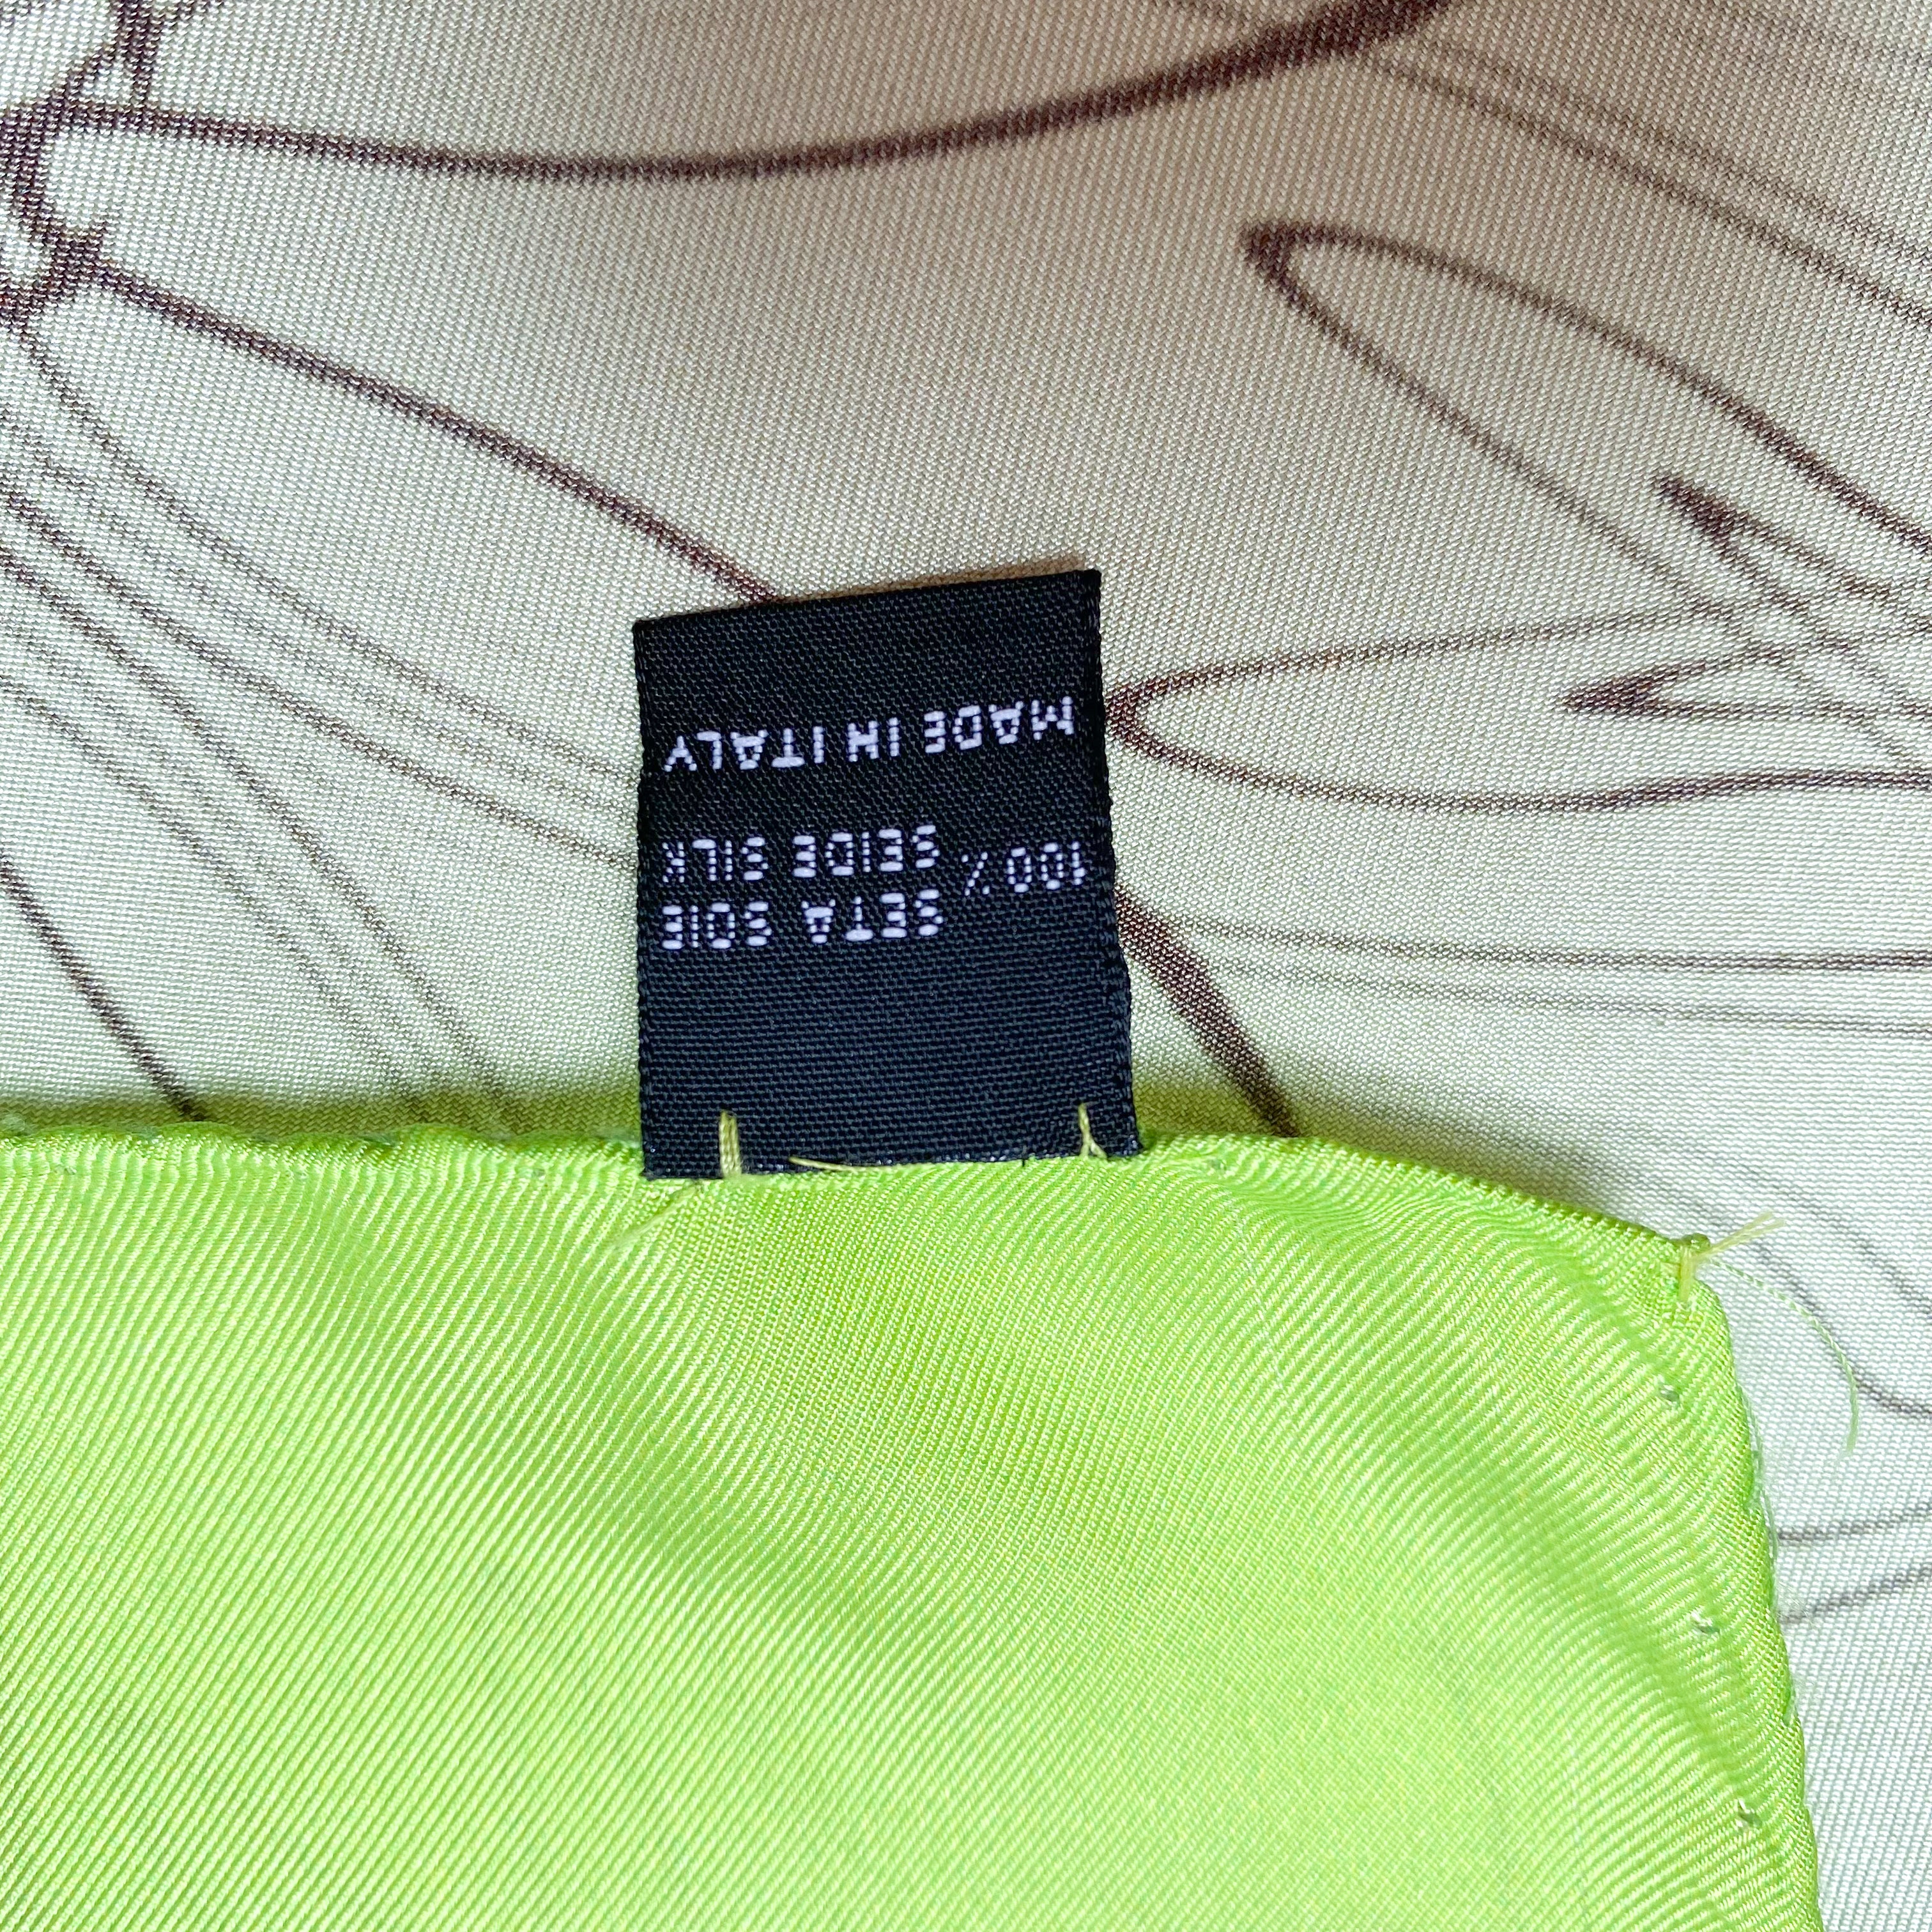 SETA SOIE
100%
SEIDE SILK
MADE IN ITALY